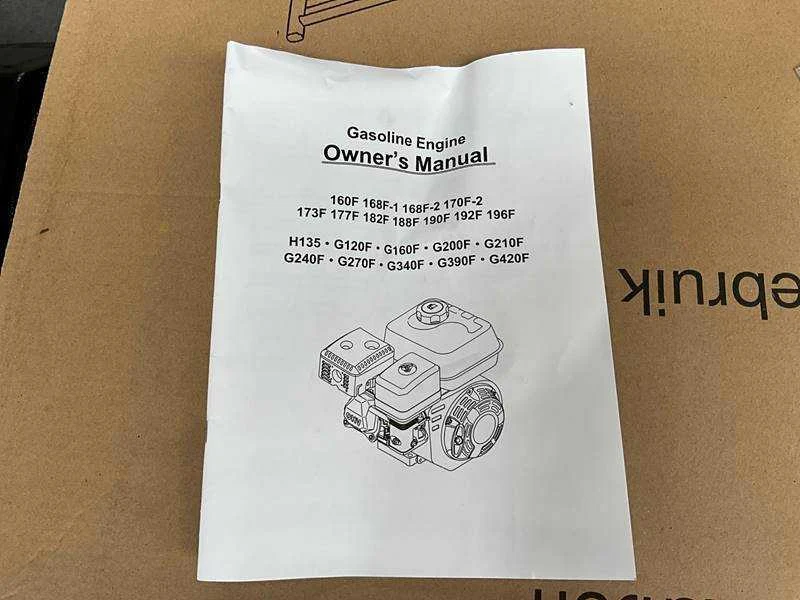 Gasoline Engine
Owner's Manual
160F 168F-1 168F-2 170F-2
173F 177F 182F 188F 190F 192F 196F
H135 · G120F · G160F · G200F · G210F
G240F · G270F · G340F · G390F · G420F